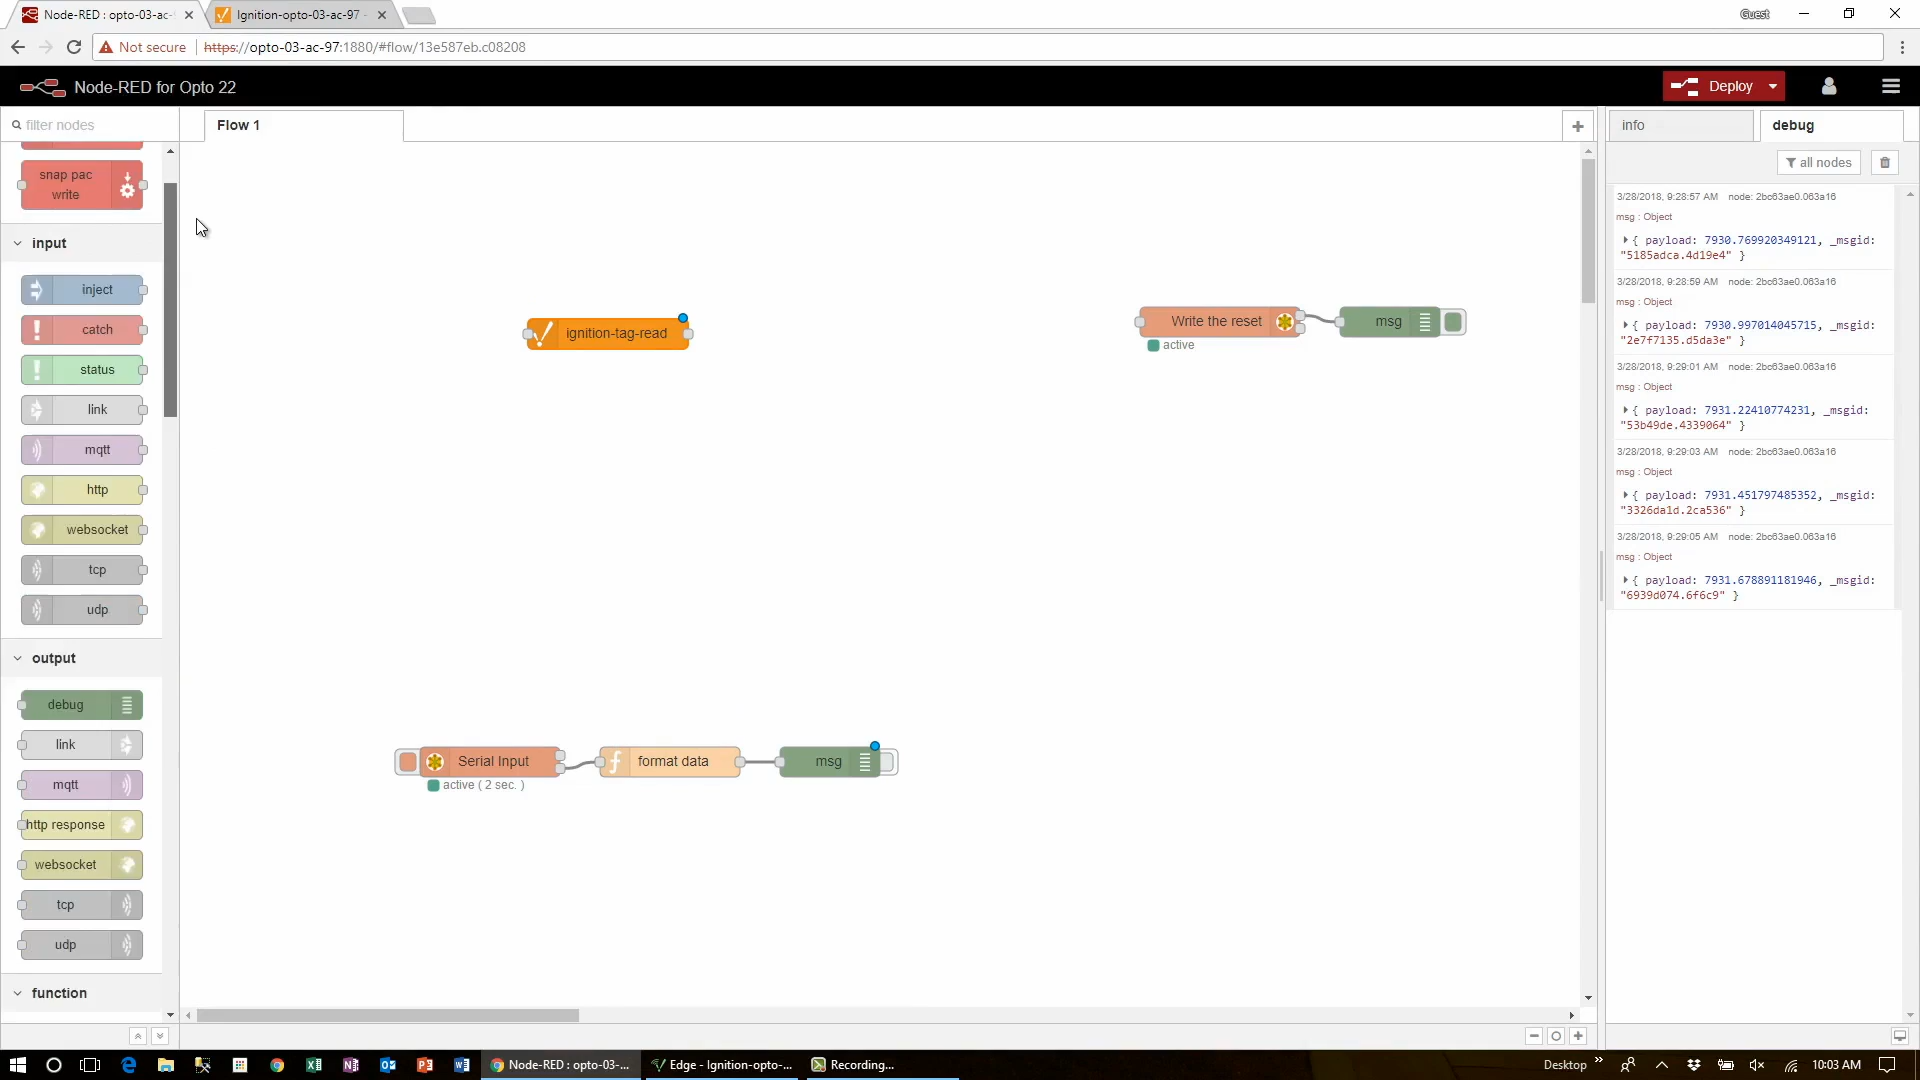 Node-RED : opto-03-ac-
Ignition-opto-03-ac-97 -
Guest
Not secure
https://opto-03-ac-97:1880/#flow/13e587eb.c08208
Node-RED for Opto 22
Deploy
filter nodes
Flow 1
info
debug
all nodes
snap pac
write
input
inject
catch
status
link
mqtt
http
websocket
tcp
udp
output
debug
link
mqtt
http response
websocket
tcp
udp
function
ignition-tag-read
Write the reset
msg
active
Serial Input
format data
msg
active ( 2 sec. )
3/28/2018, 9:28:57 AM node: 2bc63ae0.063a16
msg : Object
{ payload: 7930.769920349121, _msgid:
"5185adca.4d19e4" }
3/28/2018, 9:28:59 AM node: 2bc63ae0.063a16
msg : Object
{ payload: 7930.997014045715, _msgid:
"2e7f7135.d5da3e" }
3/28/2018, 9:29:01 AM node: 2bc63ae0.063a16
msg : Object
{ payload: 7931.22410774231, _msgid:
"53b49de.4339064" }
3/28/2018, 9:29:03 AM node: 2bc63ae0.063a16
msg : Object
{ payload: 7931.451797485352, _msgid:
"3326da1d.2ca536" }
3/28/2018, 9:29:05 AM node: 2bc63ae0.063a16
msg : Object
{ payload: 7931.678891181946, _msgid:
"6939d074.6f6c9" }
Node-RED : opto-03-...
Edge - Ignition-opto-...
Recording...
Desktop
10:03 AM